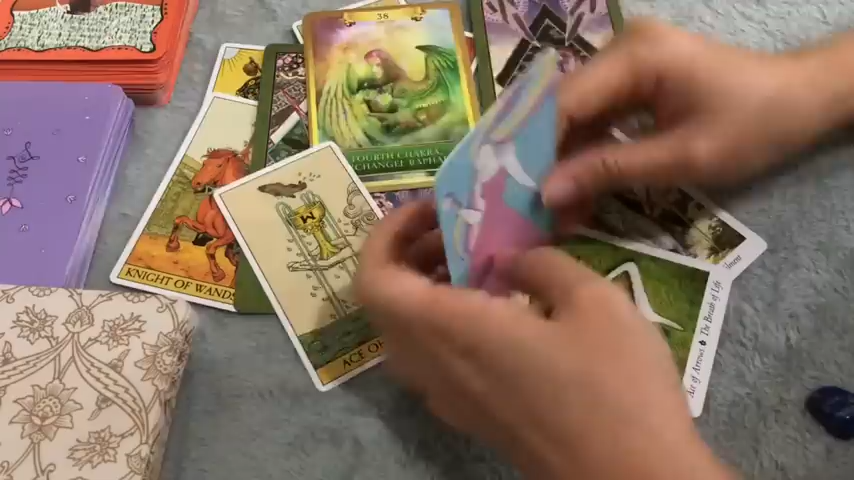 38
FOURTH CHAKRA
ARCHANGEL RAPHAEL
KNIGHT OF WANDS
ACE OF
Ace of Arrows ◆ The Breath of Life